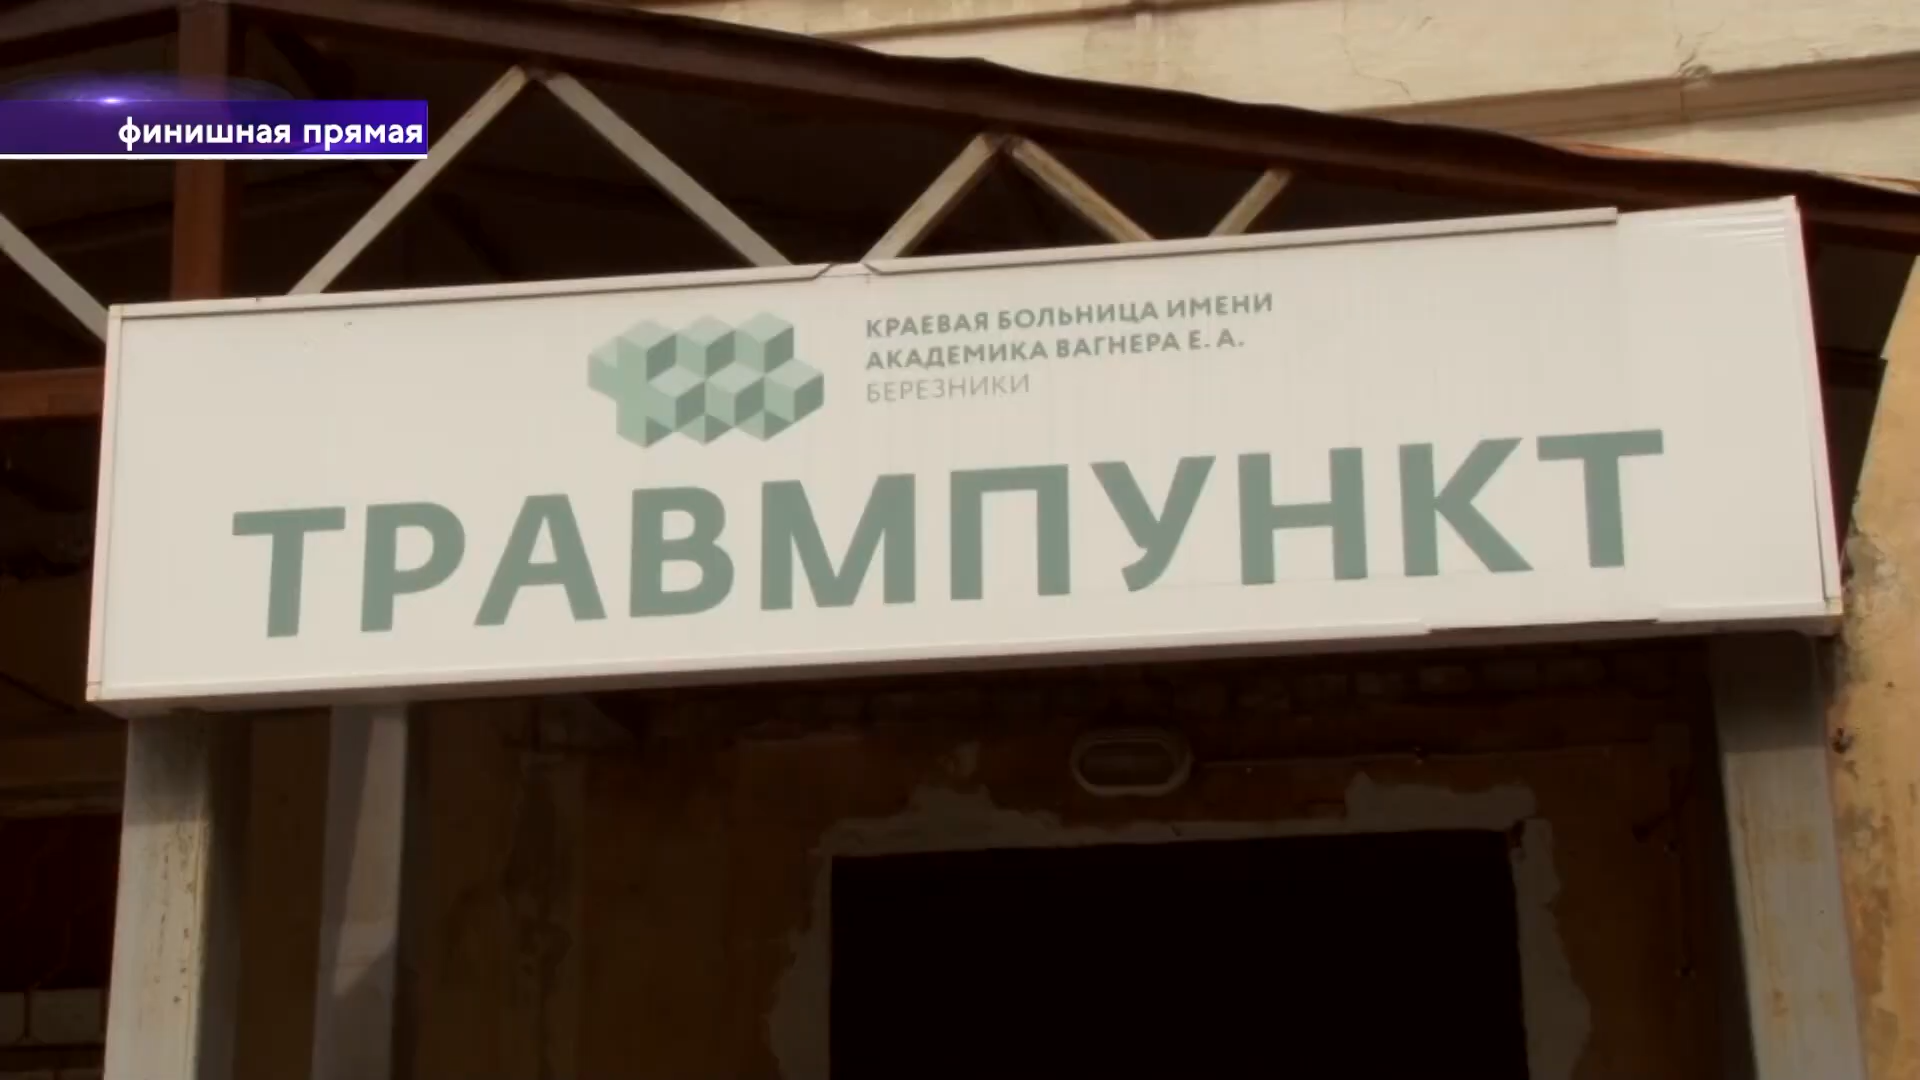 финишная прямая
КРАЕВАЯ БОЛЬНИЦА ИМЕНИ
АКАДЕМИКА ВАГНЕРА Е. А.
БЕРЕЗНИКИ
ТРАВМПУНКТ